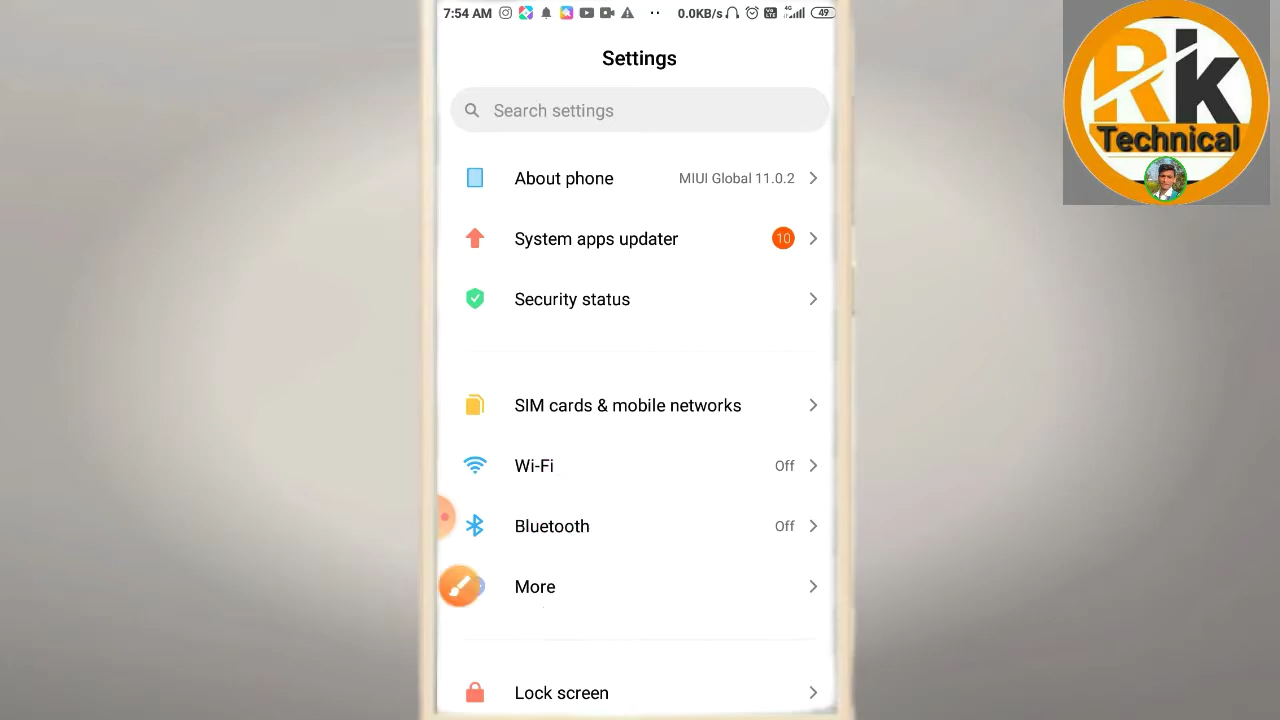 7:54 AM
0.0KB/s
4G
49
Settings
Search settings
About phone
MIUI Global 11.0.2
System apps updater
10
Security status
SIM cards & mobile networks
Wi-Fi
Off
Bluetooth
Off
More
Lock screen
Rk
Technical